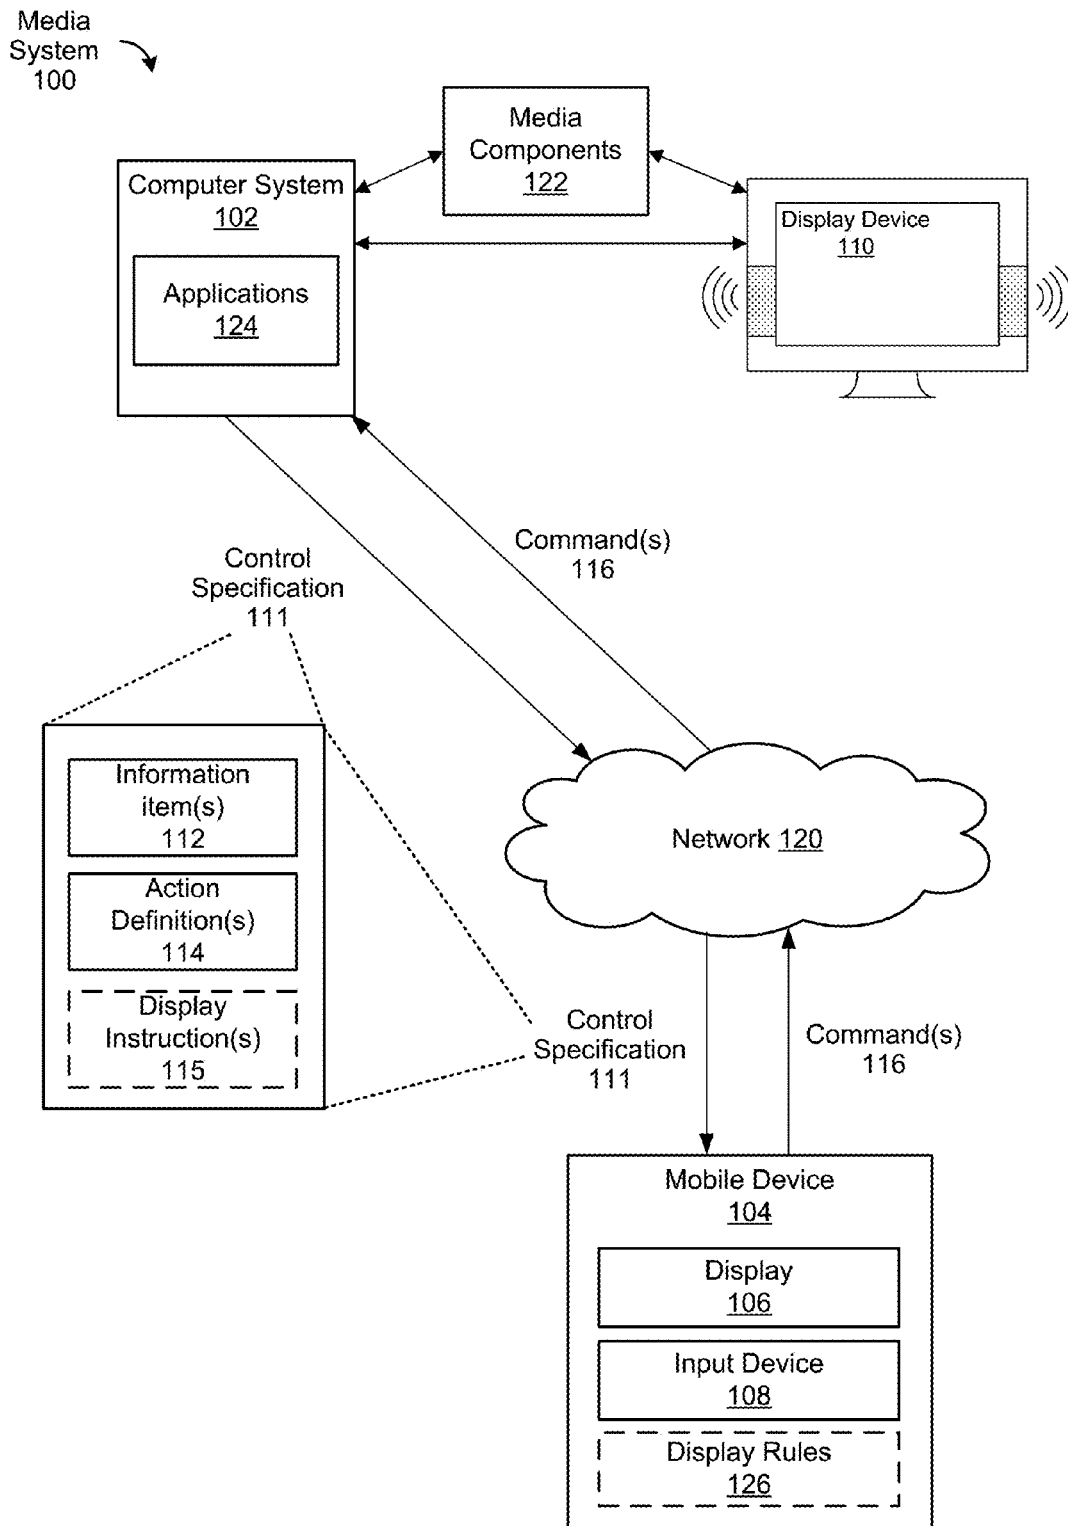 Media
System
100
Media
Components
122
Computer System
102
Applications
124
Display Device
110
Command(s)
116
Control
Specification
111
Information
item(s)
112
Action
Definition(s)
114
Display
Instruction(s)
115
Network 120
Control
Specification
111
Command(s)
116
Mobile Device
104
Display
106
Input Device
108
Display Rules
126